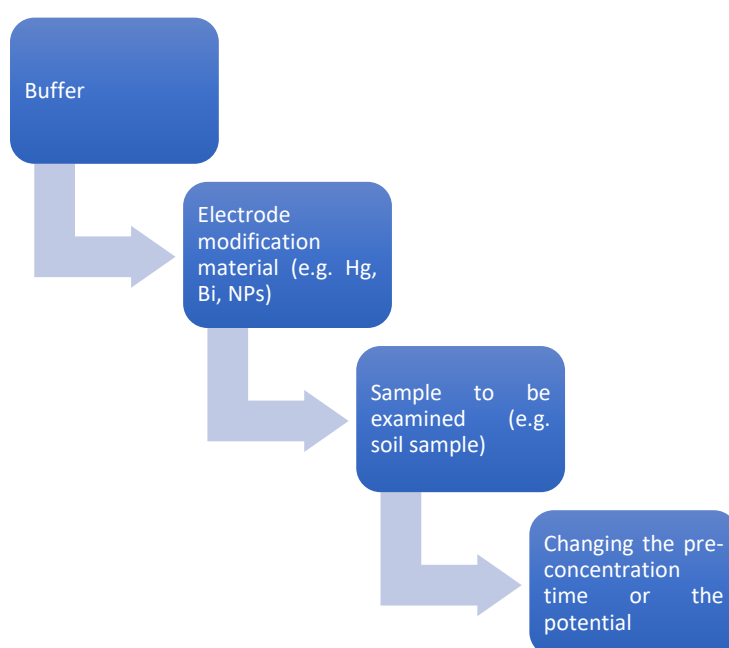 Buffer
Electrode
modification
material (e.g. Hg,
Bi, NPs)
Sample to be
examined (e.g.
soil sample)
Changing the pre-
concentration
time or the
potential